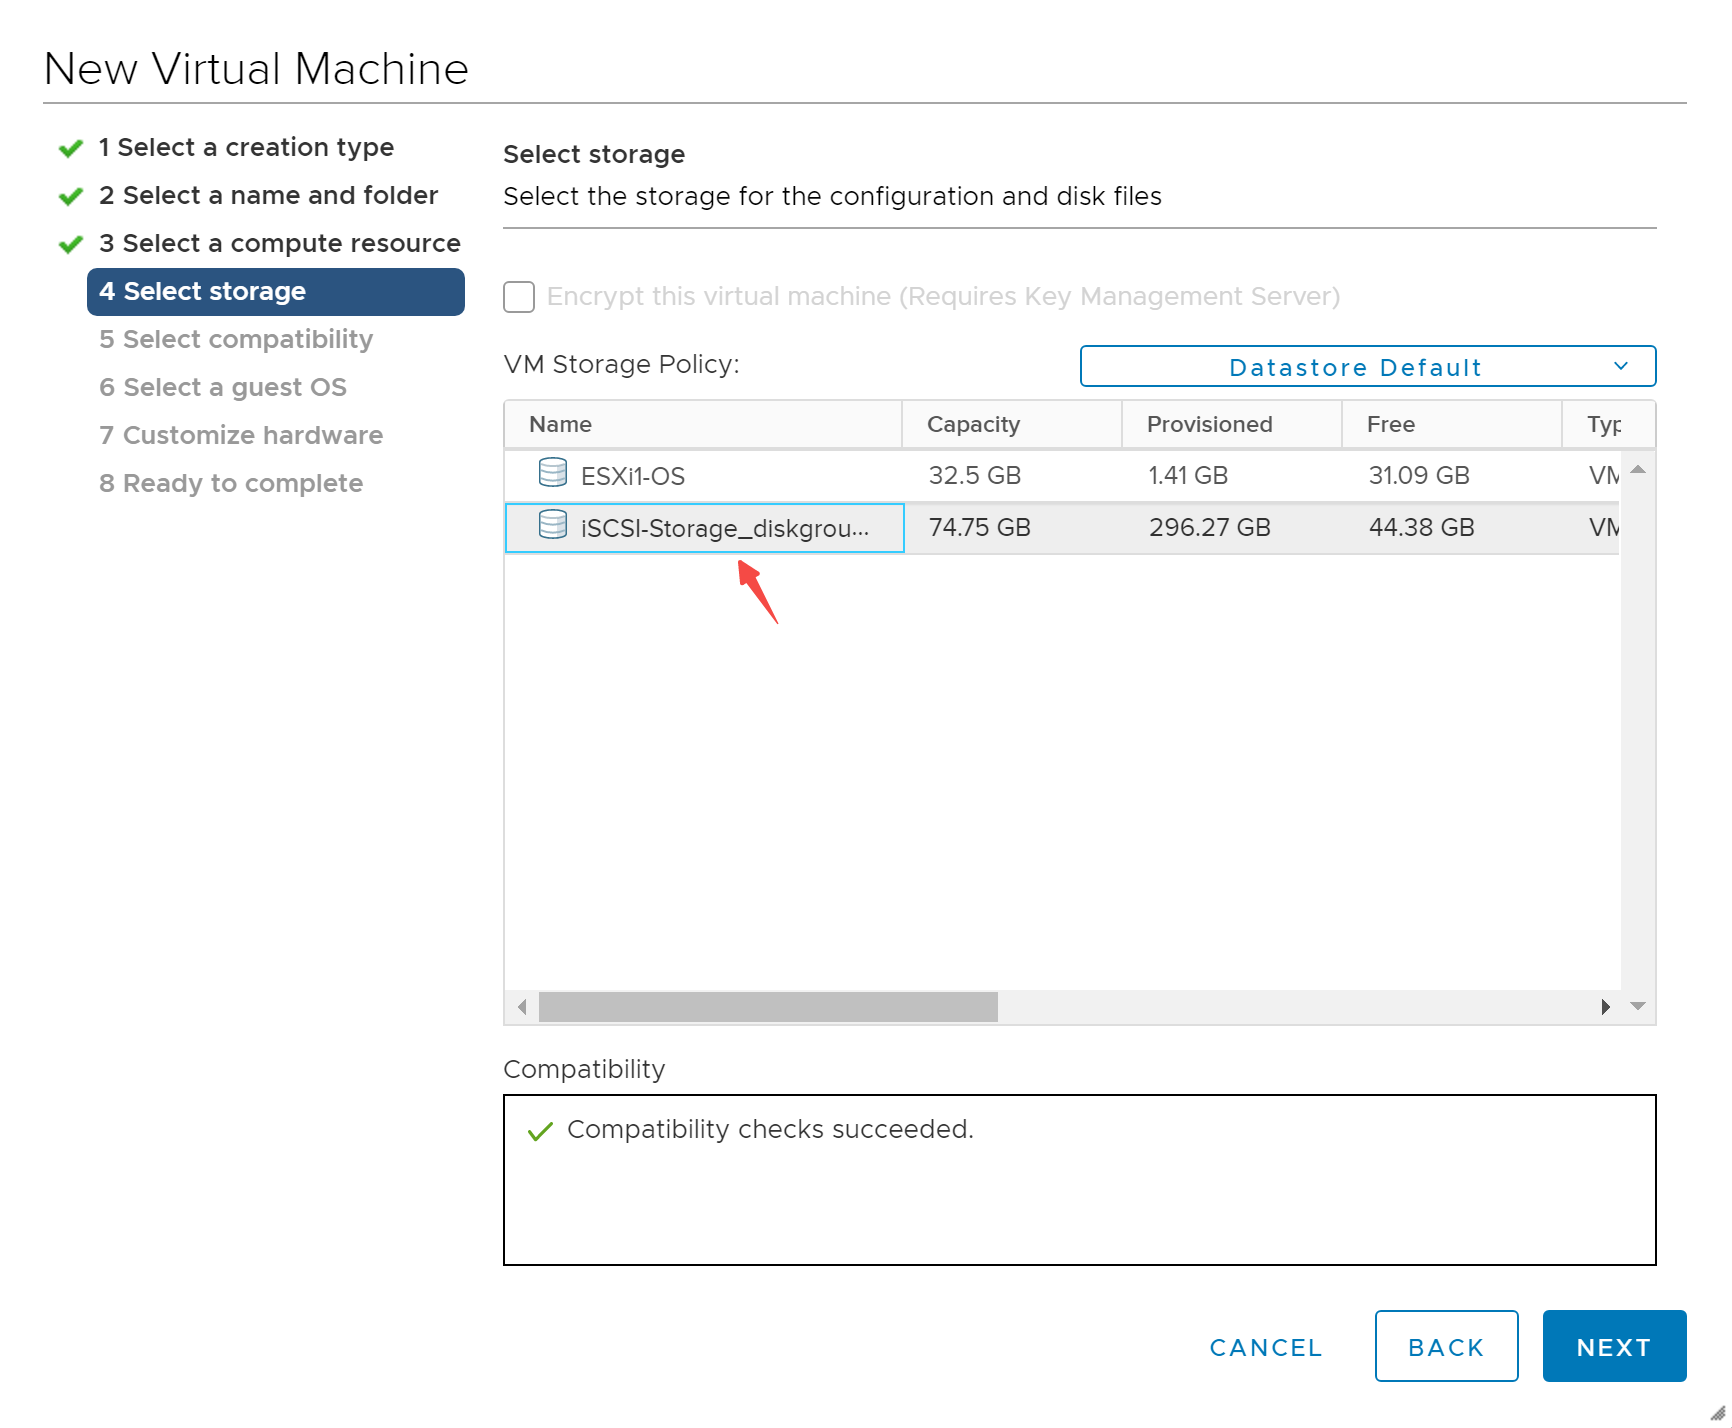 New Virtual Machine
1 Select a creation type
2 Select a name and folder
3 Select a compute resource
4 Select storage
5 Select compatibility
6 Select a guest OS
7 Customize hardware
8 Ready to complete
Select storage
Select the storage for the configuration and disk files
Encrypt this virtual machine (Requires Key Management Server)
VM Storage Policy: Datastore Default
Name Capacity Provisioned Free Typ
ESXi1-OS 32.5 GB 1.41 GB 31.09 GB VM
iSCSI-Storage_diskgrou... 74.75 GB 296.27 GB 44.38 GB VM
Compatibility
Compatibility checks succeeded.
CANCEL BACK NEXT